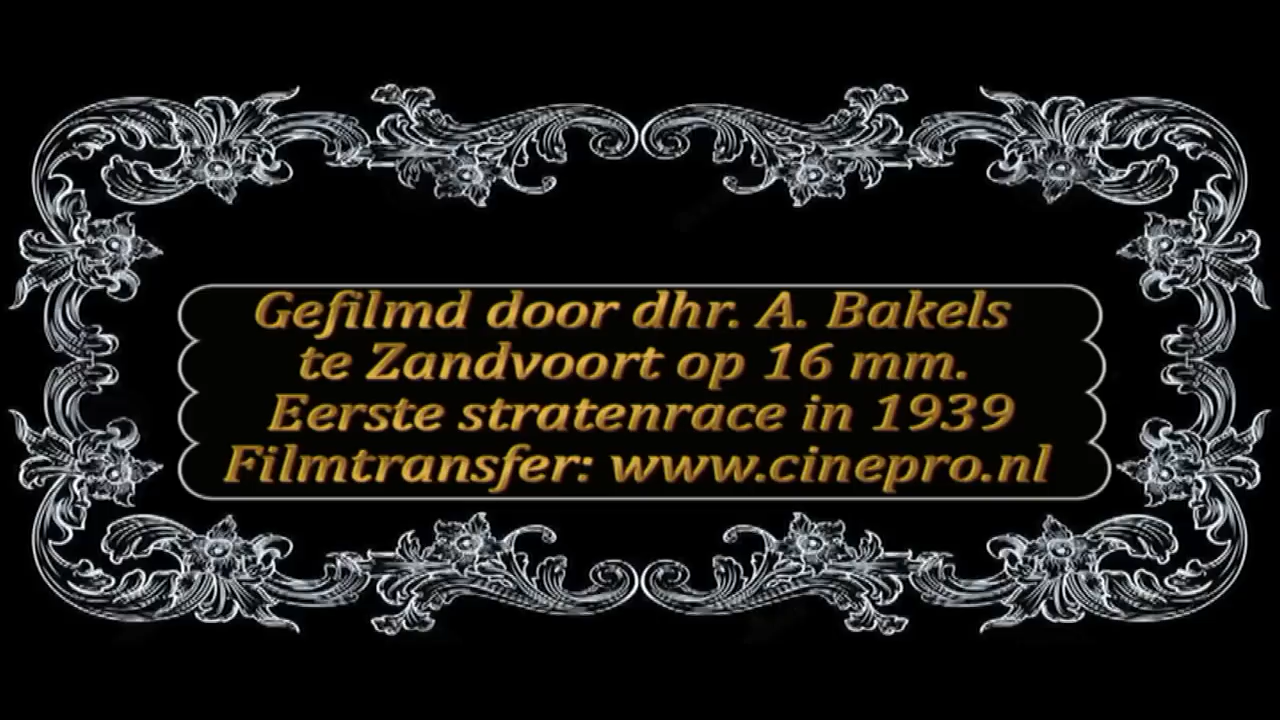 Gefilmd door dhr. A. Bakels
te Zandvoort op 16 mm.
Eerste stratenrace in 1939
Filmtransfer: www.cinepro.nl